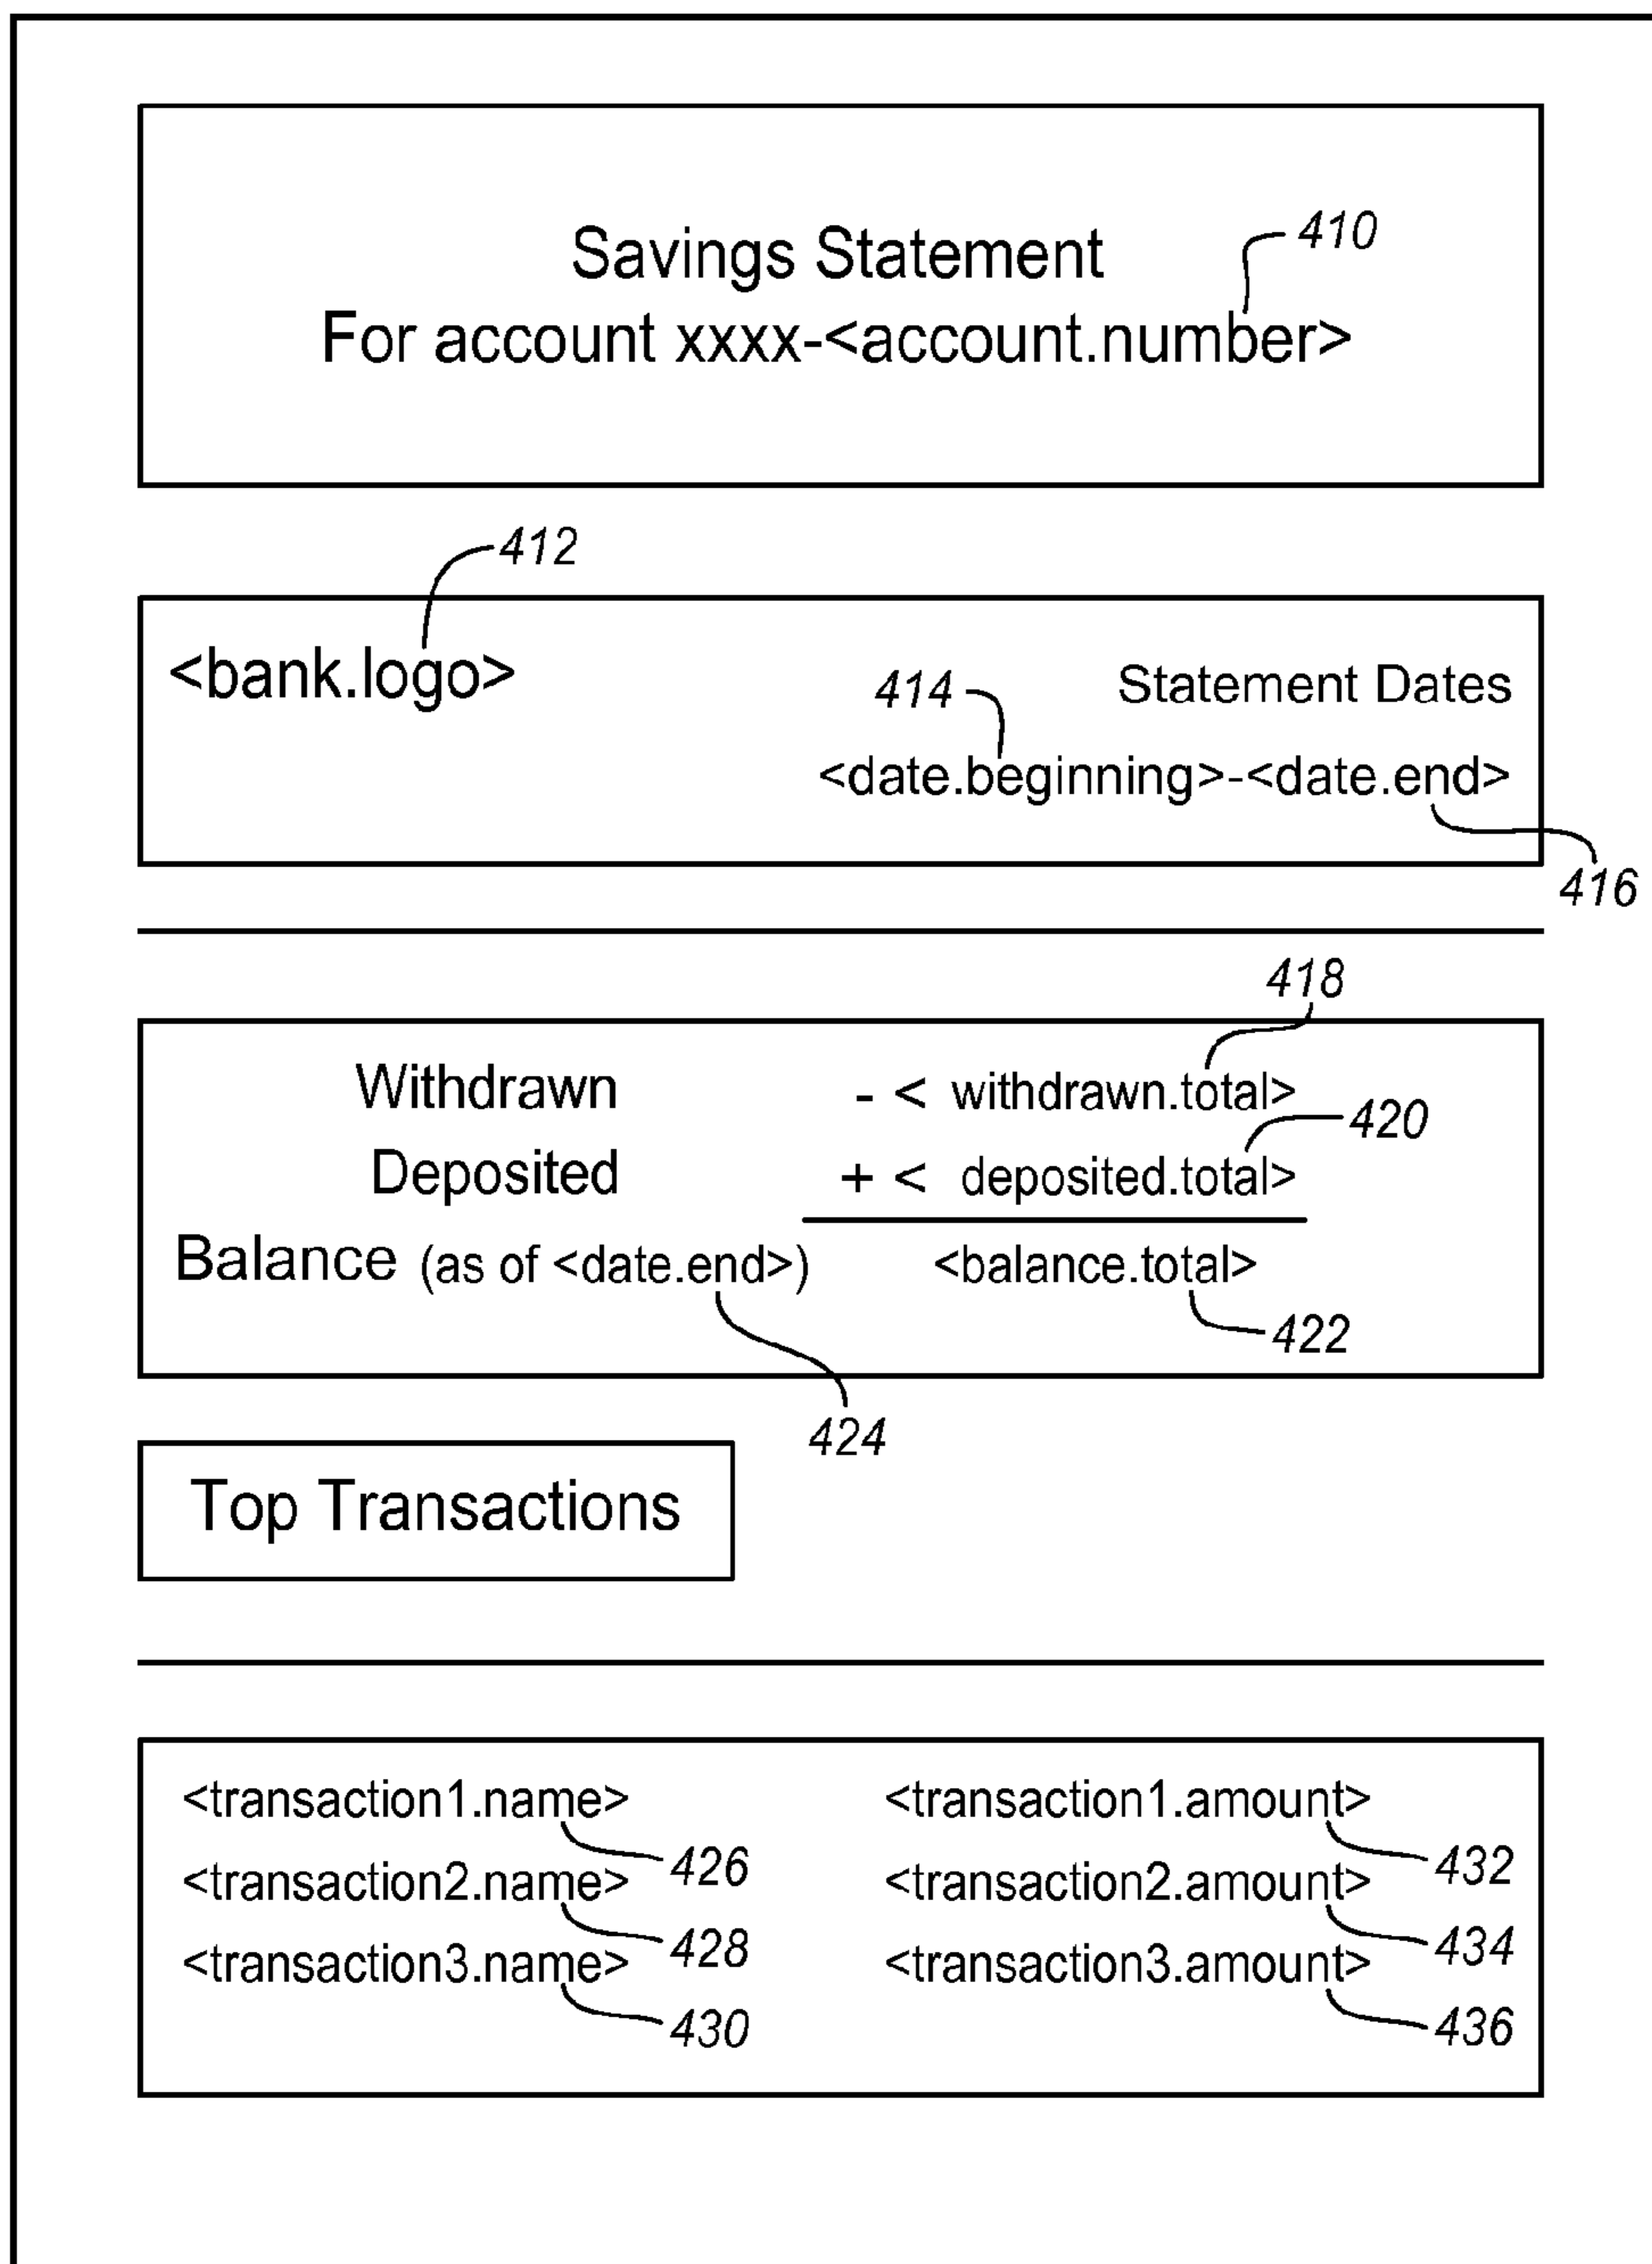 Savings Statement
410
For account xxxx-<account.number>
412
<bank.logo>
414
Statement Dates
<date.beginning>-<date.end>
416
418
Withdrawn - < withdrawn.total>
420
Deposited + < deposited.total>
Balance (as of <date.end>) <balance.total>
422
424
Top Transactions
<transaction1.name> <transaction1.amount>
426 432
<transaction2.name> <transaction2.amount>
428 434
<transaction3.name> <transaction3.amount>
430 436